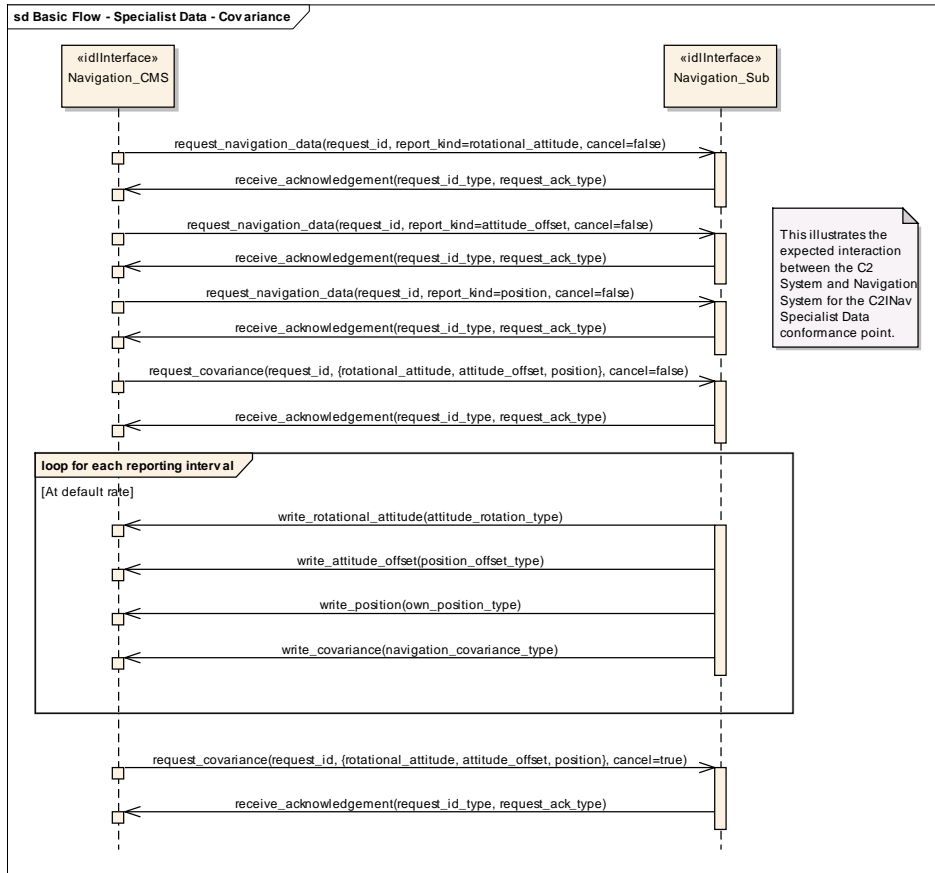 sd Basic Flow - Specialist Data - Covariance
«idlInterface»
Navigation_CMS
«idlInterface»
Navigation_Sub
request_navigation_data(request_id, report_kind=rotational_attitude, cancel=false)
receive_acknowledgement(request_id_type, request_ack_type)
request_navigation_data(request_id, report_kind=attitude_offset, cancel=false)
receive_acknowledgement(request_id_type, request_ack_type)
request_navigation_data(request_id, report_kind=position, cancel=false)
receive_acknowledgement(request_id_type, request_ack_type)
request_covariance(request_id, {rotational_attitude, attitude_offset, position}, cancel=false)
receive_acknowledgement(request_id_type, request_ack_type)
This illustrates the
expected interaction
between the C2
System and Navigation
System for the C2INav
Specialist Data
conformance point.
loop for each reporting interval
[At default rate]
write_rotational_attitude(attitude_rotation_type)
write_attitude_offset(position_offset_type)
write_position(own_position_type)
write_covariance(navigation_covariance_type)
request_covariance(request_id, {rotational_attitude, attitude_offset, position}, cancel=true)
receive_acknowledgement(request_id_type, request_ack_type)